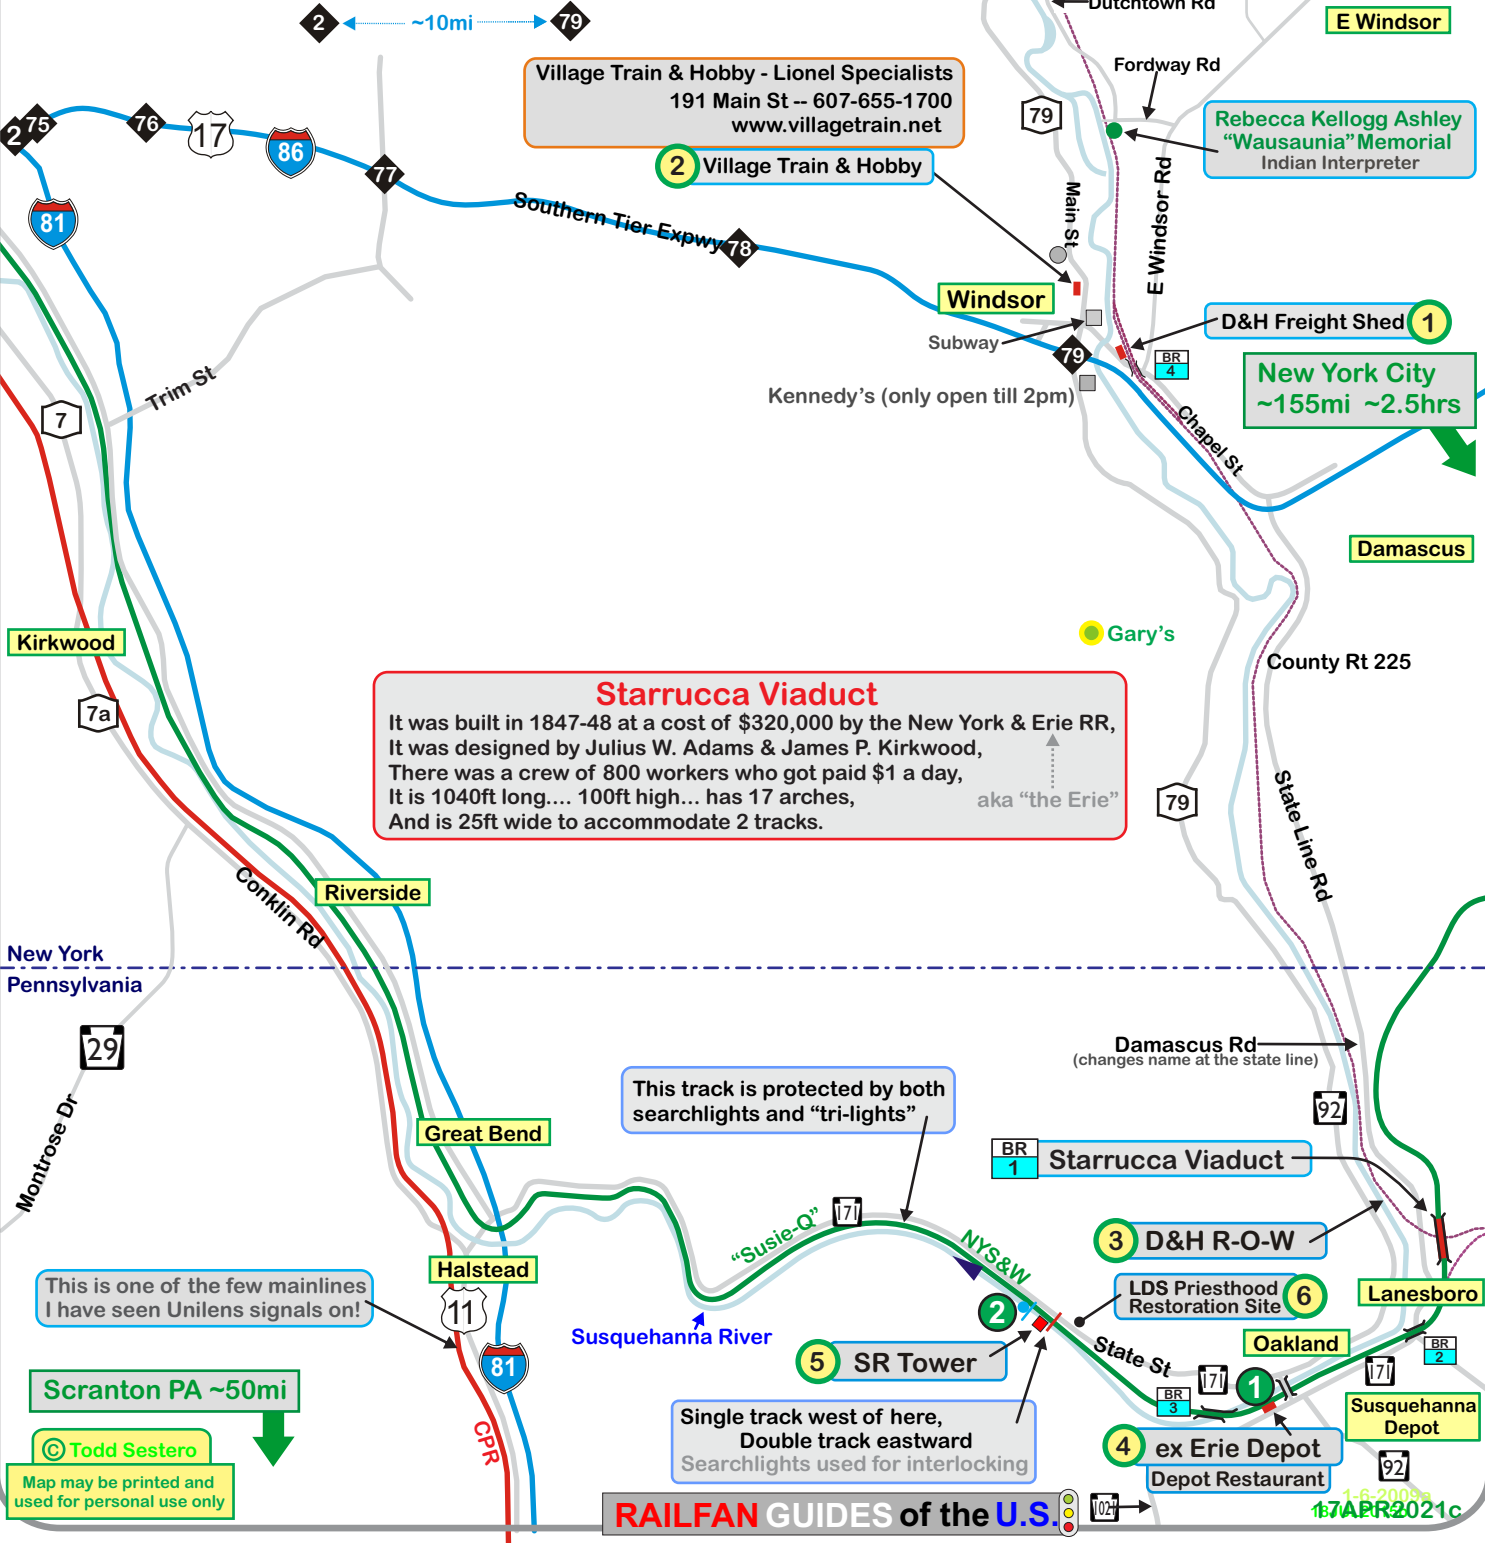 2
~10mi
79
Dutchtown Rd
E Windsor
Fordway Rd
Village Train & Hobby - Lionel Specialists
191 Main St -- 607-655-1700
www.villagetrain.net
2 Village Train & Hobby
79
Rebecca Kellogg Ashley
“Wausaunia” Memorial
Indian Interpreter
2
75
76
17
86
77
81
Southern Tier Expwy
78
Main St
E Windsor Rd
Windsor
Subway
79
D&H Freight Shed 1
BR
4
New York City
~155mi ~2.5hrs
Kennedy’s (only open till 2pm)
Trim St
7
Chapel St
Damascus
Kirkwood
Gary’s
County Rt 225
7a
Starrucca Viaduct
It was built in 1847-48 at a cost of $320,000 by the New York & Erie RR,
It was designed by Julius W. Adams & James P. Kirkwood,
There was a crew of 800 workers who got paid $1 a day,
It is 1040ft long.... 100ft high... has 17 arches,
And is 25ft wide to accommodate 2 tracks.
aka “the Erie”
79
State Line Rd
Conklin Rd
Riverside
New York
Pennsylvania
29
Montrose Dr
Damascus Rd
(changes name at the state line)
92
This track is protected by both
searchlights and “tri-lights”
Great Bend
BR
1
Starrucca Viaduct
“Susie-Q”
171
NYS&W
3 D&H R-O-W
Halstead
This is one of the few mainlines
I have seen Unilens signals on!
11
LDS Priesthood
Restoration Site
6
Lanesboro
2
Susquehanna River
5 SR Tower
State St
Oakland
BR
2
81
Scranton PA ~50mi
171
171
1
BR
3
Susquehanna
Depot
Single track west of here,
Double track eastward
Searchlights used for interlocking
4 ex Erie Depot
Depot Restaurant
CPR
© Todd Sestero
Map may be printed and
used for personal use only
92
RAILFAN GUIDES of the U.S.
1021
17APR2021c